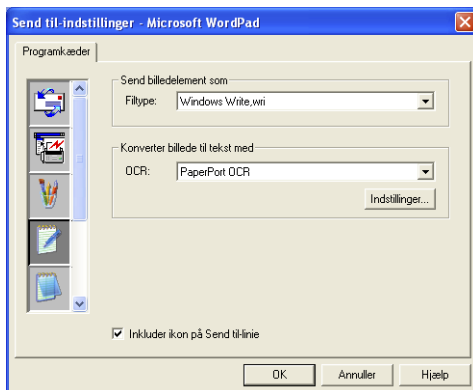 Send til-indstillinger - Microsoft WordPad
Programkæder
Send billedelement som
Filtype: Windows Write,wri
Konverter billede til tekst med
OCR: PaperPort OCR
Indstillinger...
Inkluder ikon på Send til-linie
OK Annuller Hjælp